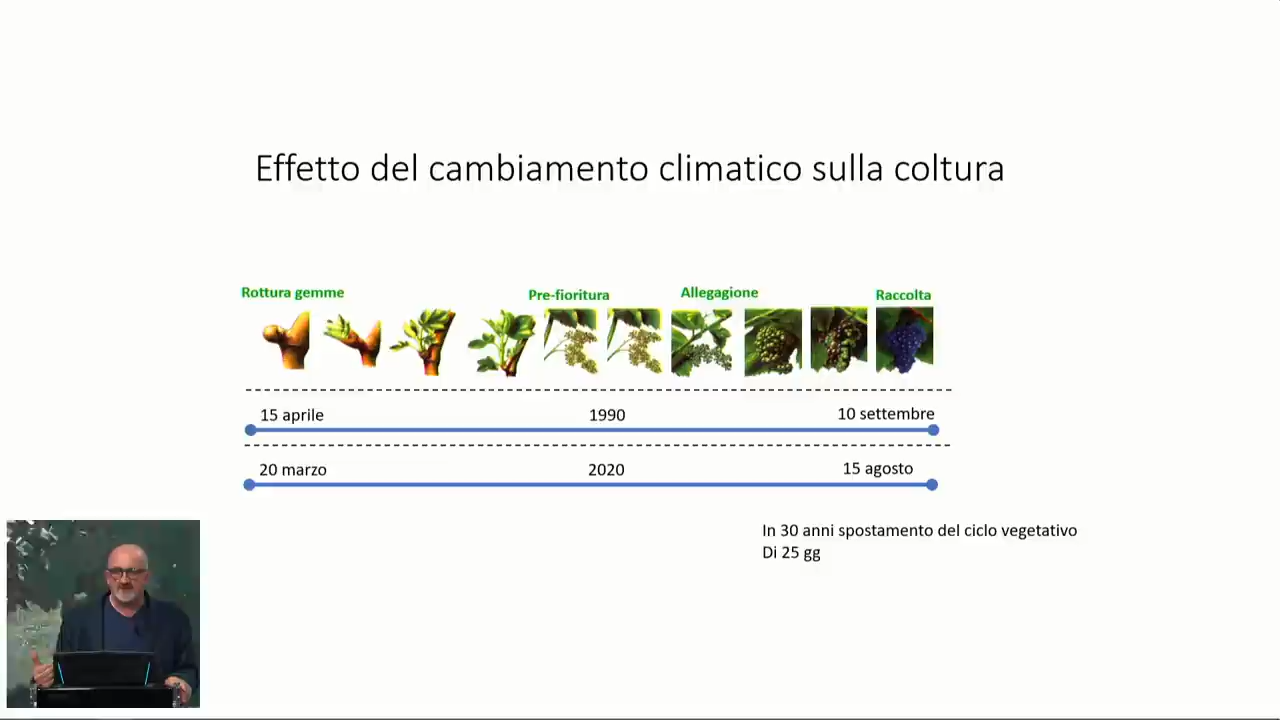 Effetto del cambiamento climatico sulla coltura
Rottura gemme
Pre-fioritura
Allegagione
Raccolta
15 aprile
1990
10 settembre
20 marzo
2020
15 agosto
In 30 anni spostamento del ciclo vegetativo
Di 25 gg